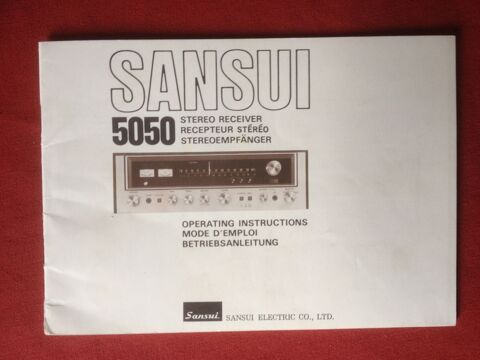 SANSUI
5050
STEREO RECEIVER
RECEPTEUR STÉRÉO
STEREOEMPFÄNGER
OPERATING INSTRUCTIONS
MODE D'EMPLOI
BETRIEBSANLEITUNG
Sansui
SANSUI ELECTRIC CO., LTD.